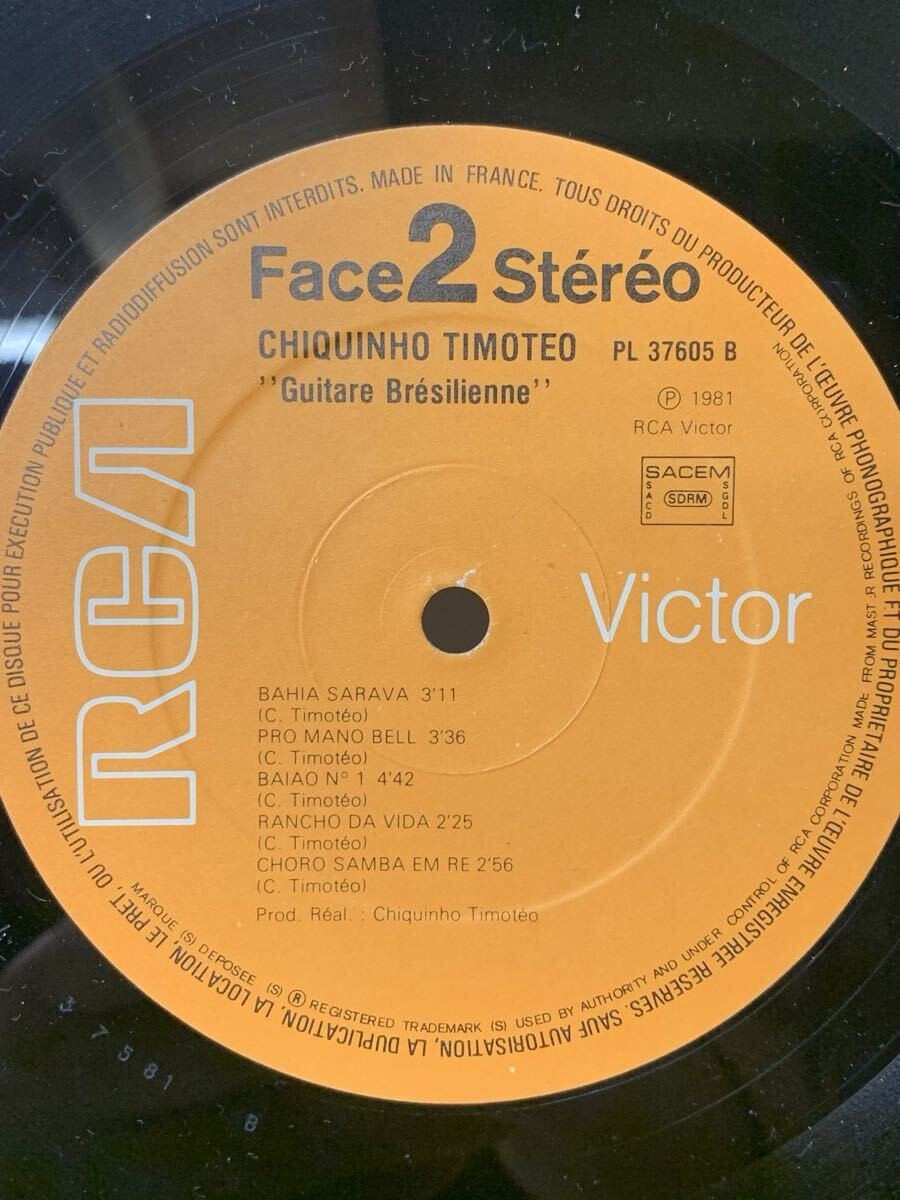 TOUS DROITS DU PRODUCTEUR DE L'ŒUVRE PHONOGRAPHIQUE ET DU PROPRIETAIRE DE L'ŒUVRE ENREGISTREE RESERVES. SAUF AUTORISATION, LA DUPLICATION, LA LOCATION, LE PRET, OU L'UTILISATION DE CE DISQUE POUR EXECUTION PUBLIQUE ET RADIODIFFUSION SONT INTERDITS. MADE IN FRANCE.
Face 2 Stéréo
CHIQUINHO TIMOTEO PL 37605 B
''Guitare Brésilienne''
℗ 1981
RCA Victor
SACEM
SACD
SDRM
SGDL
RCA
Victor
BAHIA SARAVA 3'11
(C. Timotéo)
PRO MANO BELL 3'36
(C. Timotéo)
BAIAO Nº 1 4'42
(C. Timotéo)
RANCHO DA VIDA 2'25
(C. Timotéo)
CHORO SAMBA EM RE 2'56
(C. Timotéo)
Prod. Réal. : Chiquinho Timotéo
MARQUE (S) DEPOSEE (S) ® REGISTERED TRADEMARK (S) USED BY AUTHORITY AND UNDER CONTROL OF RCA CORPORATION MADE FROM MASTER RECORDINGS OF RCA CORPORATION
37581 B